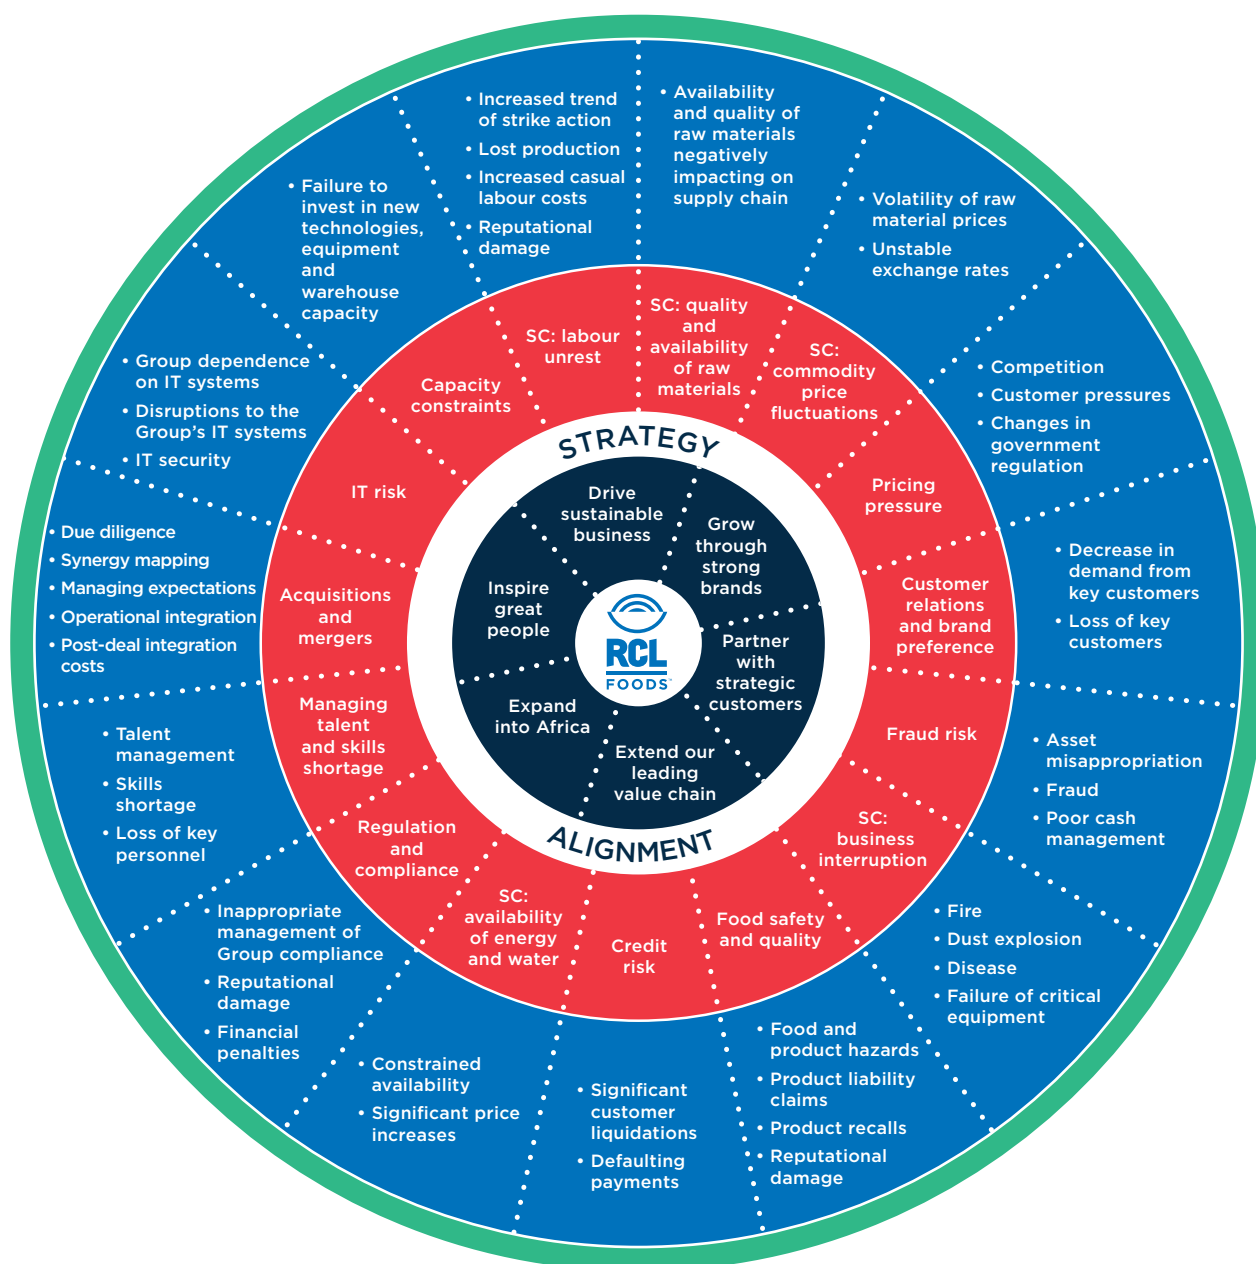 • Increased trend
of strike action
• Lost production
• Increased casual
labour costs
• Reputational
damage
• Availability
and quality of
raw materials
negatively
impacting on
supply chain
• Volatility of raw
material prices
• Unstable
exchange rates
• Competition
• Customer pressures
• Changes in
government
regulation
• Decrease in
demand from
key customers
• Loss of key
customers
• Asset
misappropriation
• Fraud
• Poor cash
management
• Fire
• Dust explosion
• Disease
• Failure of critical
equipment
• Food and
product hazards
• Product liability
claims
• Product recalls
• Reputational
damage
• Significant
customer
liquidations
• Defaulting
payments
• Constrained
availability
• Significant price
increases
• Inappropriate
management of
Group compliance
• Reputational
damage
• Financial
penalties
• Talent
management
• Skills
shortage
• Loss of key
personnel
• Due diligence
• Synergy mapping
• Managing expectations
• Operational integration
• Post-deal integration
costs
• Group dependence
on IT systems
• Disruptions to the
Group's IT systems
• IT security
• Failure to
invest in new
technologies,
equipment
and
warehouse
capacity
SC: labour
unrest
SC: quality
and
availability
of raw
materials
SC:
commodity
price
fluctuations
Pricing
pressure
Customer
relations
and brand
preference
Fraud risk
SC:
business
interruption
Food safety
and quality
Credit
risk
SC:
availability
of energy
and water
Regulation
and
compliance
Managing
talent
and skills
shortage
Acquisitions
and
mergers
IT risk
Capacity
constraints
STRATEGY
Drive
sustainable
business
Grow
through
strong
brands
Partner
with
strategic
customers
Extend our
leading
value chain
Expand
into Africa
Inspire
great
people
RCL
FOODS™
ALIGNMENT